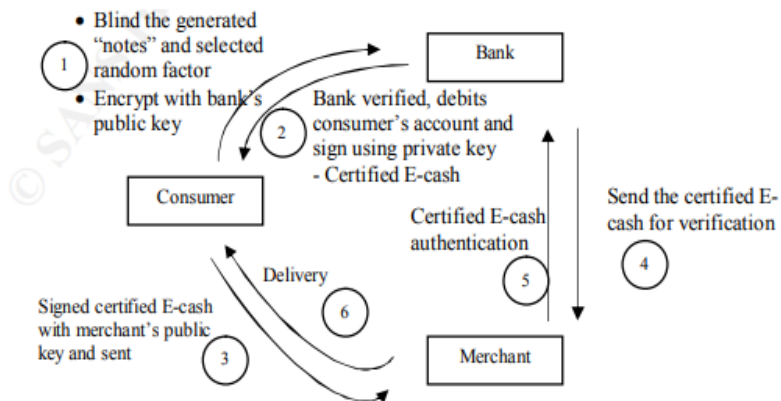 • Blind the generated
“notes” and selected
random factor
• Encrypt with bank's
public key
1
Bank
2
Bank verified, debits
consumer's account and
sign using private key
- Certified E-cash
Consumer
Certified E-cash
authentication
5
Send the certified E-
cash for verification
4
Delivery
6
Signed certified E-cash
with merchant's public
key and sent
3
Merchant